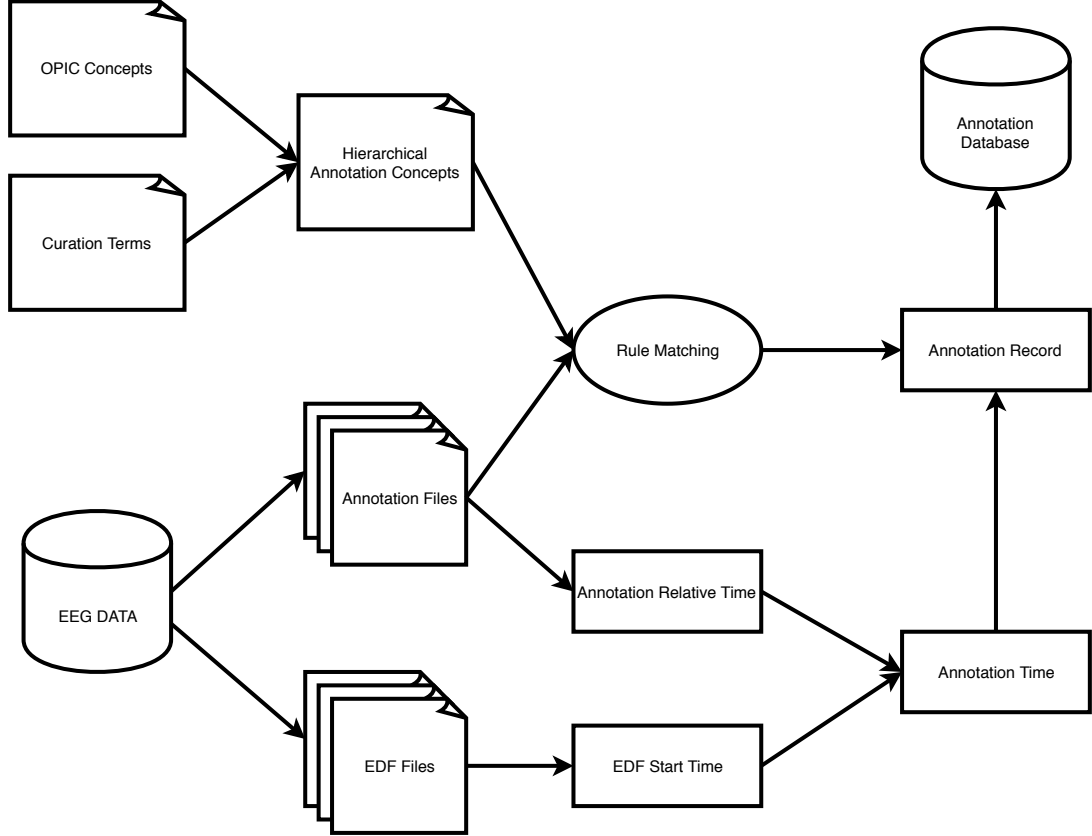 OPIC Concepts
Curation Terms
Hierarchical
Annotation Concepts
Annotation
Database
Rule Matching
Annotation Record
Annotation Files
EEG DATA
Annotation Relative Time
Annotation Time
EDF Files
EDF Start Time